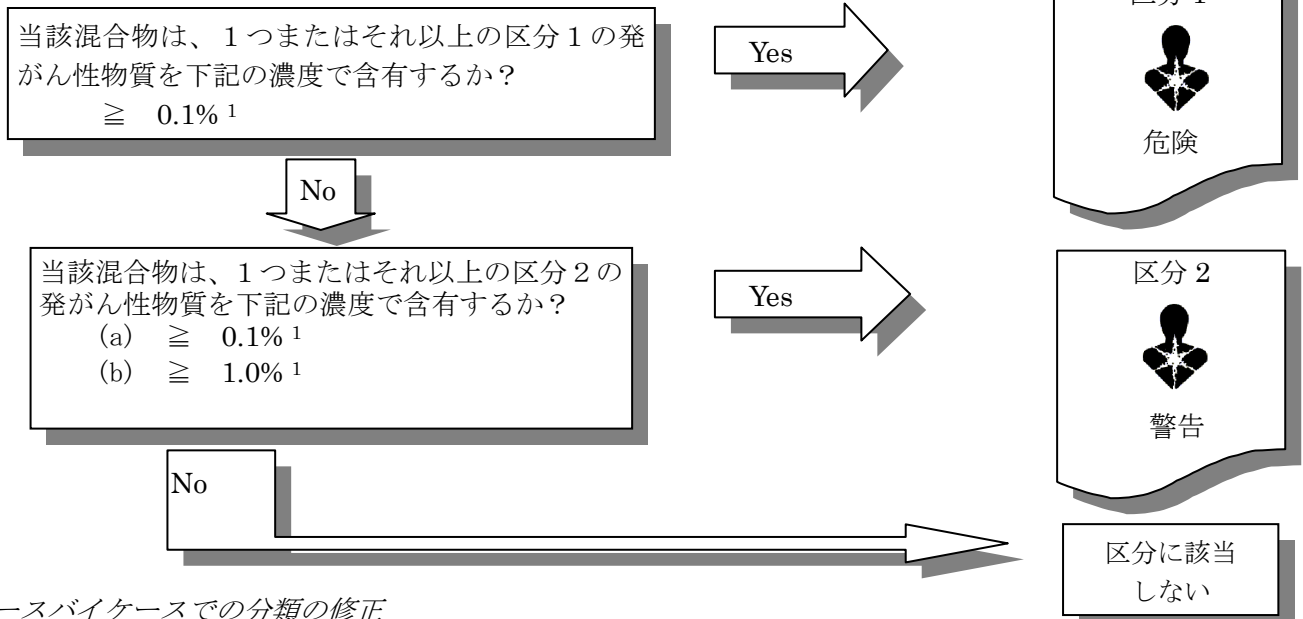 当該混合物は、１つまたはそれ以上の区分１の発
がん性物質を下記の濃度で含有するか？
≧ 0.1% 1
Yes
危険
No
当該混合物は、１つまたはそれ以上の区分２の
発がん性物質を下記の濃度で含有するか？
(a) ≧ 0.1% 1
(b) ≧ 1.0% 1
Yes
区分 2
警告
No
区分に該当
しない
ースバイケースでの分類の修正